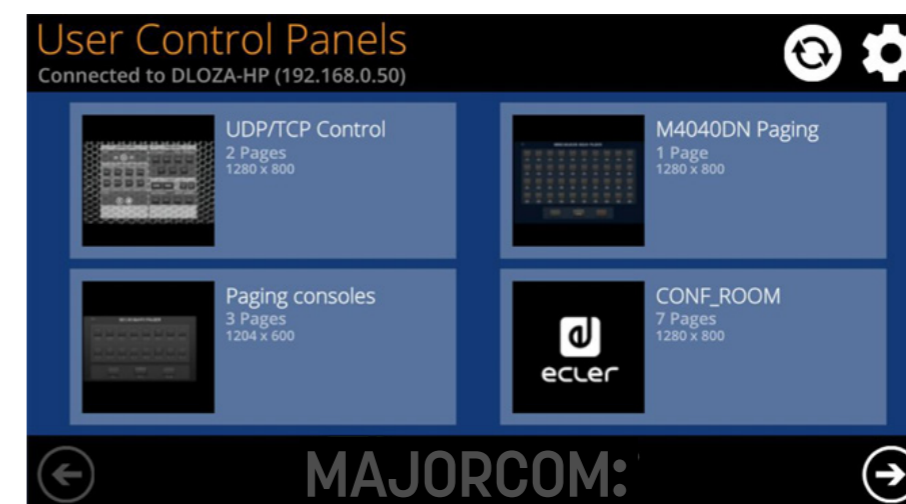 User Control Panels
Connected to DLOZA-HP (192.168.0.50)
UDP/TCP Control
2 Pages
1280 x 800
M4040DN Paging
1 Page
1280 x 800
Paging consoles
3 Pages
1204 x 600
CONF_ROOM
7 Pages
1280 x 800
ecler
MAJORCOM: